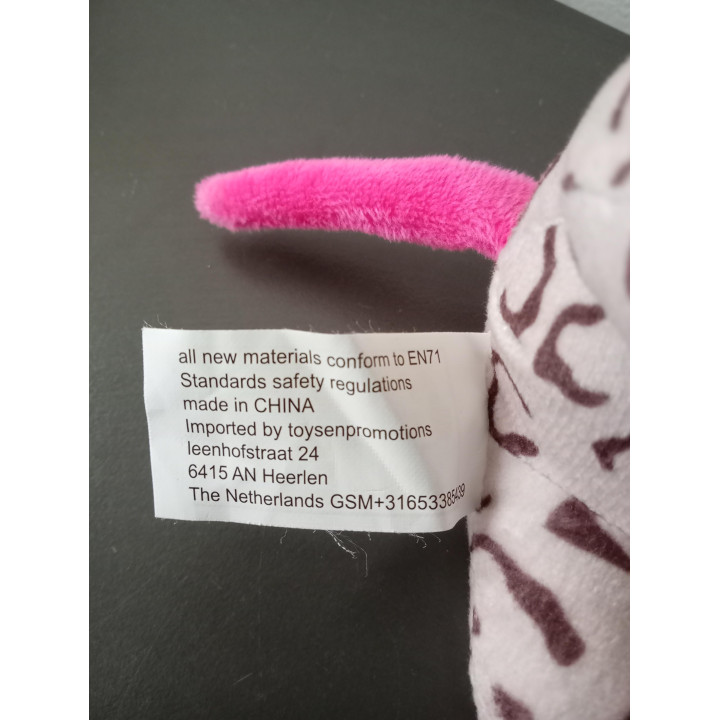 all new materials conform to EN71
Standards safety regulations
made in CHINA
Imported by toysenpromotions
leenhofstraat 24
6415 AN Heerlen
The Netherlands GSM+31653385439